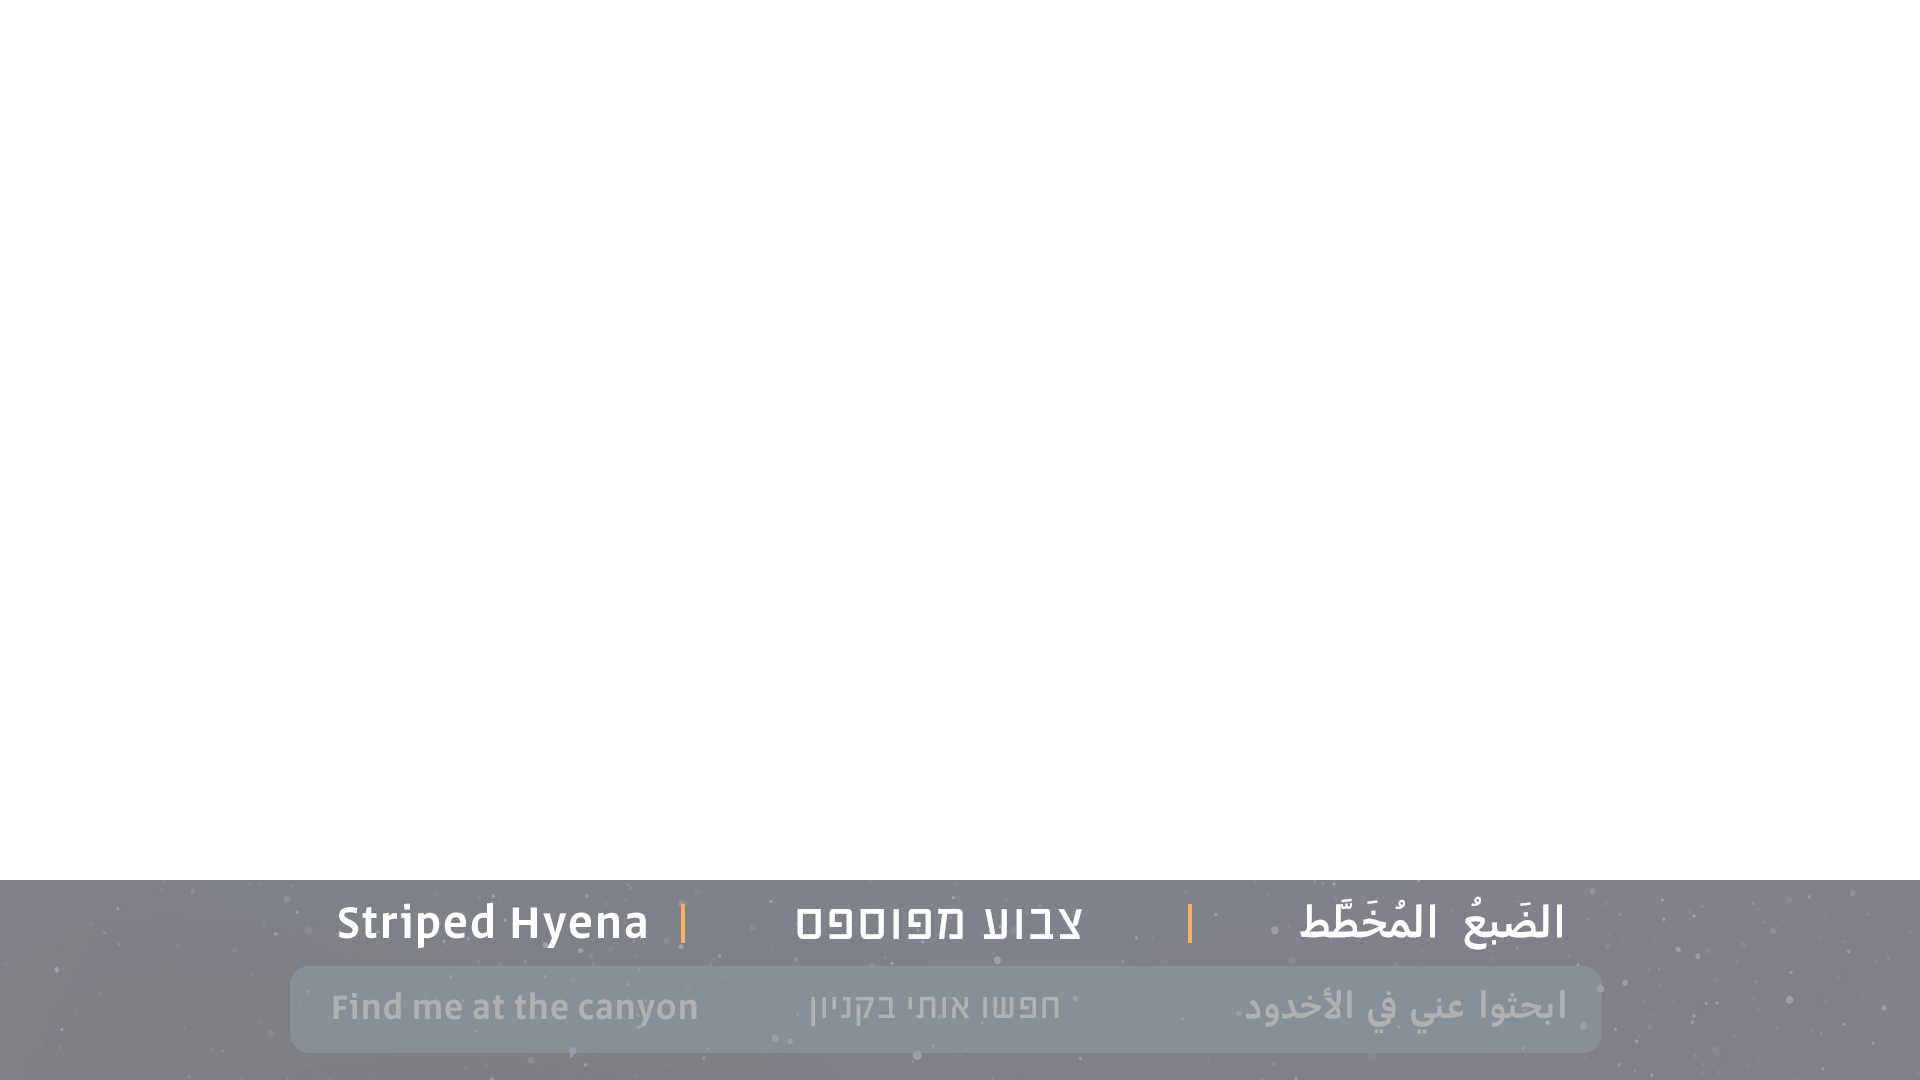 Striped Hyena | צבוע מפוספס | الضَبعُ المُخَطَّط
Find me at the canyon חפשו אותי בקניון ابحثوا عني في الأخدود